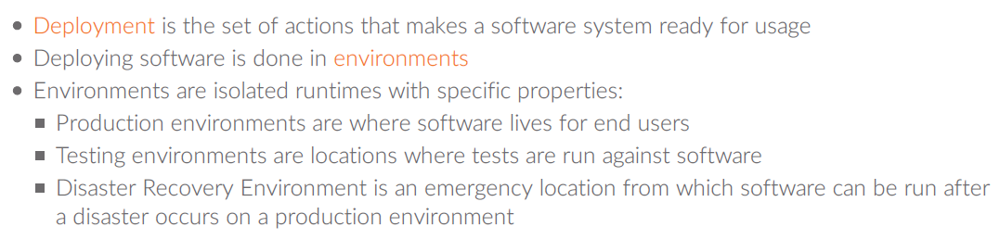 • Deployment is the set of actions that makes a software system ready for usage
• Deploying software is done in environments
• Environments are isolated runtimes with specific properties:
▪ Production environments are where software lives for end users
▪ Testing environments are locations where tests are run against software
▪ Disaster Recovery Environment is an emergency location from which software can be run after
a disaster occurs on a production environment